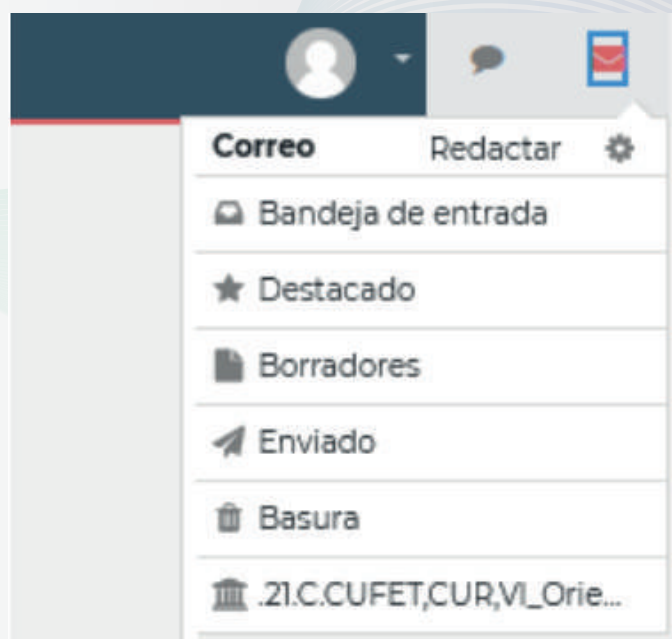 Correo Redactar
Bandeja de entrada
Destacado
Borradores
Enviado
Basura
.21.C.CUFET,CUR,VI_Orie...